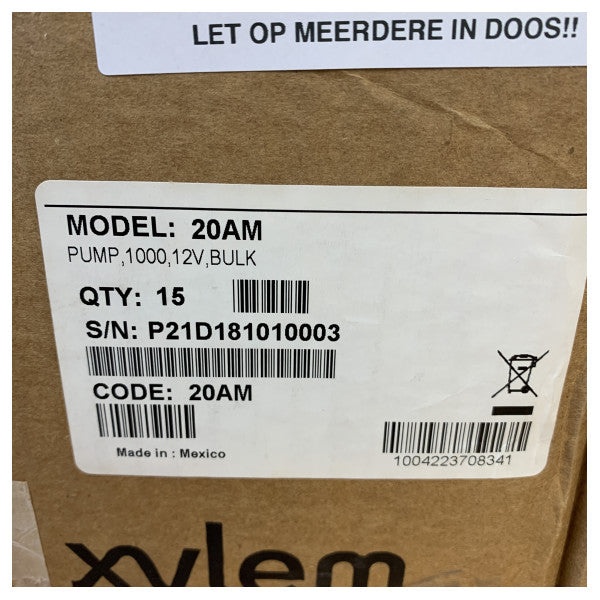 LET OP MEERDERE IN DOOS!!
MODEL: 20AM
PUMP,1000,12V,BULK
QTY: 15
S/N: P21D181010003
CODE: 20AM
Made in : Mexico
1004223708341
xylem